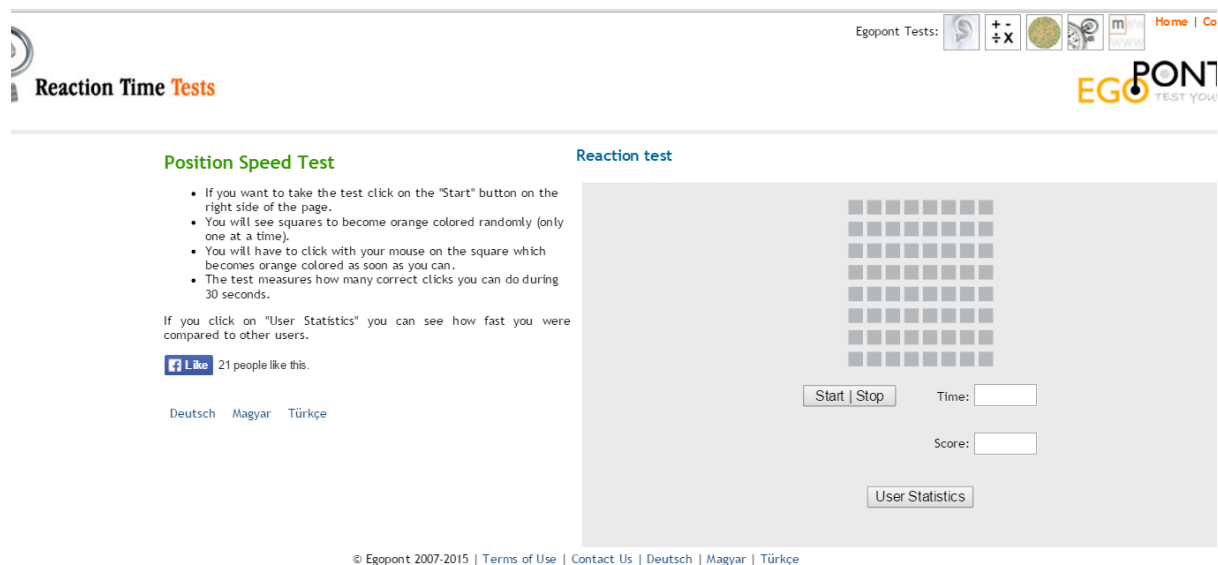 Egopont Tests:
+ -
÷ x
m
www
Home | Co
Reaction Time Tests
EGOPONT
TEST YOU
Position Speed Test
Reaction test
• If you want to take the test click on the "Start" button on the
right side of the page.
• You will see squares to become orange colored randomly (only
one at a time).
• You will have to click with your mouse on the square which
becomes orange colored as soon as you can.
• The test measures how many correct clicks you can do during
30 seconds.
If you click on "User Statistics" you can see how fast you were
compared to other users.
Like 21 people like this.
Deutsch Magyar Türkçe
Start | Stop Time:
Score:
User Statistics
© Egopont 2007-2015 | Terms of Use | Contact Us | Deutsch | Magyar | Türkçe